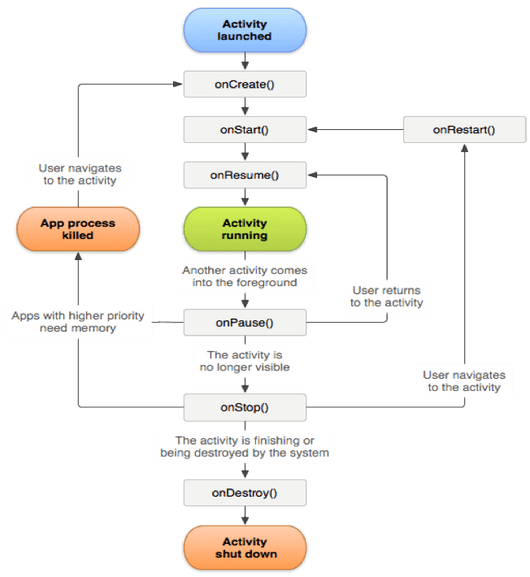 Activity
launched
onCreate()
onStart()
onRestart()
User navigates
to the activity
onResume()
App process
killed
Activity
running
Another activity comes
into the foreground
User returns
to the activity
Apps with higher priority
need memory
onPause()
The activity is
no longer visible
User navigates
to the activity
onStop()
The activity is finishing or
being destroyed by the system
onDestroy()
Activity
shut down